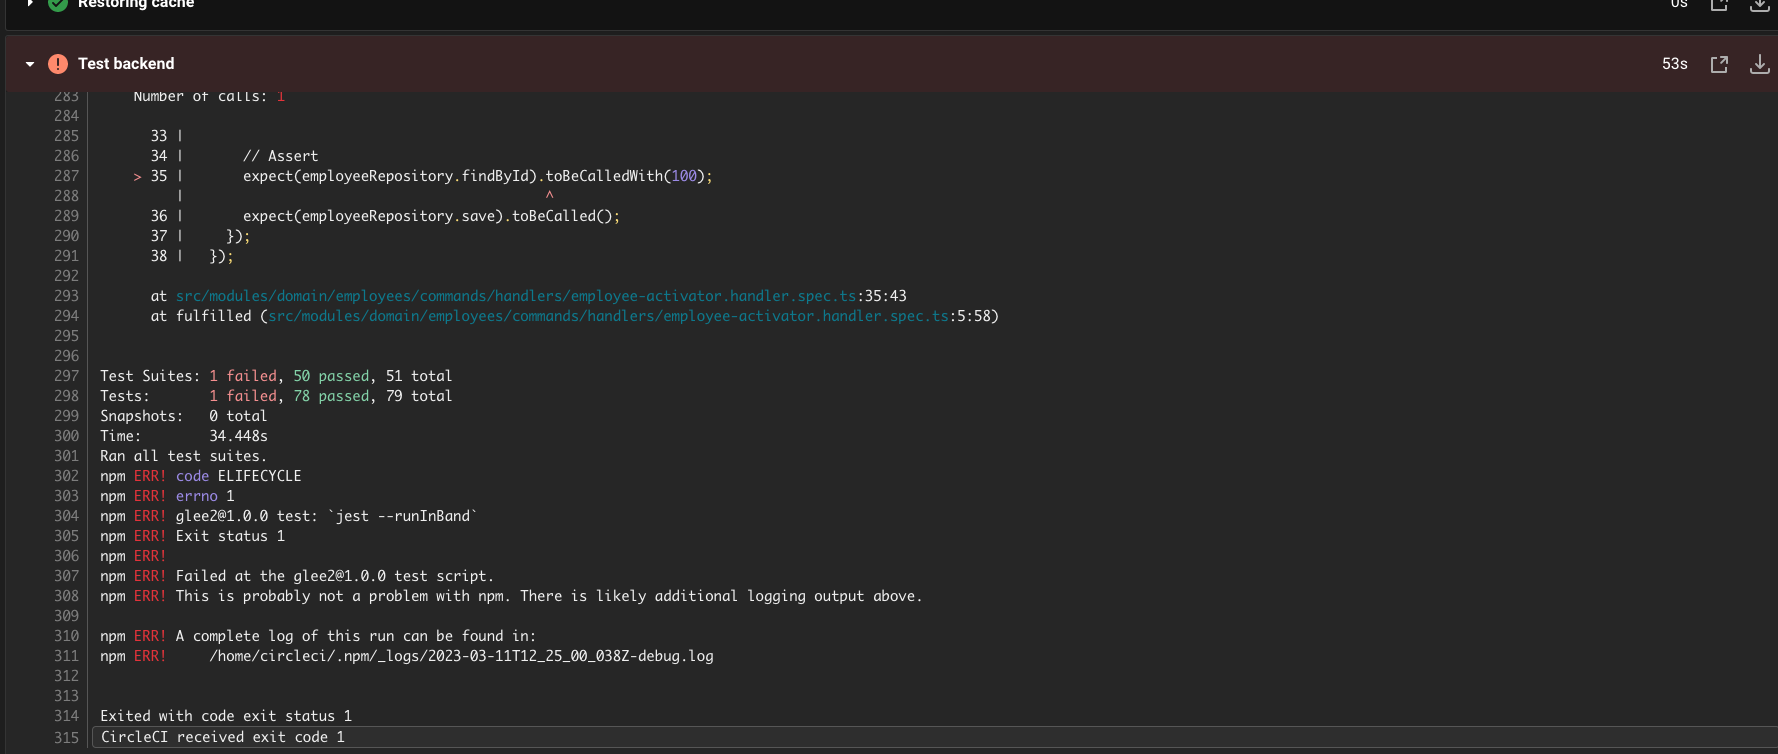 Restoring cache 0s
Test backend 53s
283 Number of calls: 1
284
285 33 |
286 34 | // Assert
287 > 35 | expect(employeeRepository.findById).toBeCalledWith(100);
288 | ^
289 36 | expect(employeeRepository.save).toBeCalled();
290 37 | });
291 38 | });
292
293 at src/modules/domain/employees/commands/handlers/employee-activator.handler.spec.ts:35:43
294 at fulfilled (src/modules/domain/employees/commands/handlers/employee-activator.handler.spec.ts:5:58)
295
296
297 Test Suites: 1 failed, 50 passed, 51 total
298 Tests: 1 failed, 78 passed, 79 total
299 Snapshots: 0 total
300 Time: 34.448s
301 Ran all test suites.
302 npm ERR! code ELIFECYCLE
303 npm ERR! errno 1
304 npm ERR! glee2@1.0.0 test: `jest --runInBand`
305 npm ERR! Exit status 1
306 npm ERR!
307 npm ERR! Failed at the glee2@1.0.0 test script.
308 npm ERR! This is probably not a problem with npm. There is likely additional logging output above.
309
310 npm ERR! A complete log of this run can be found in:
311 npm ERR! /home/circleci/.npm/_logs/2023-03-11T12_25_00_038Z-debug.log
312
313
314 Exited with code exit status 1
315 CircleCI received exit code 1